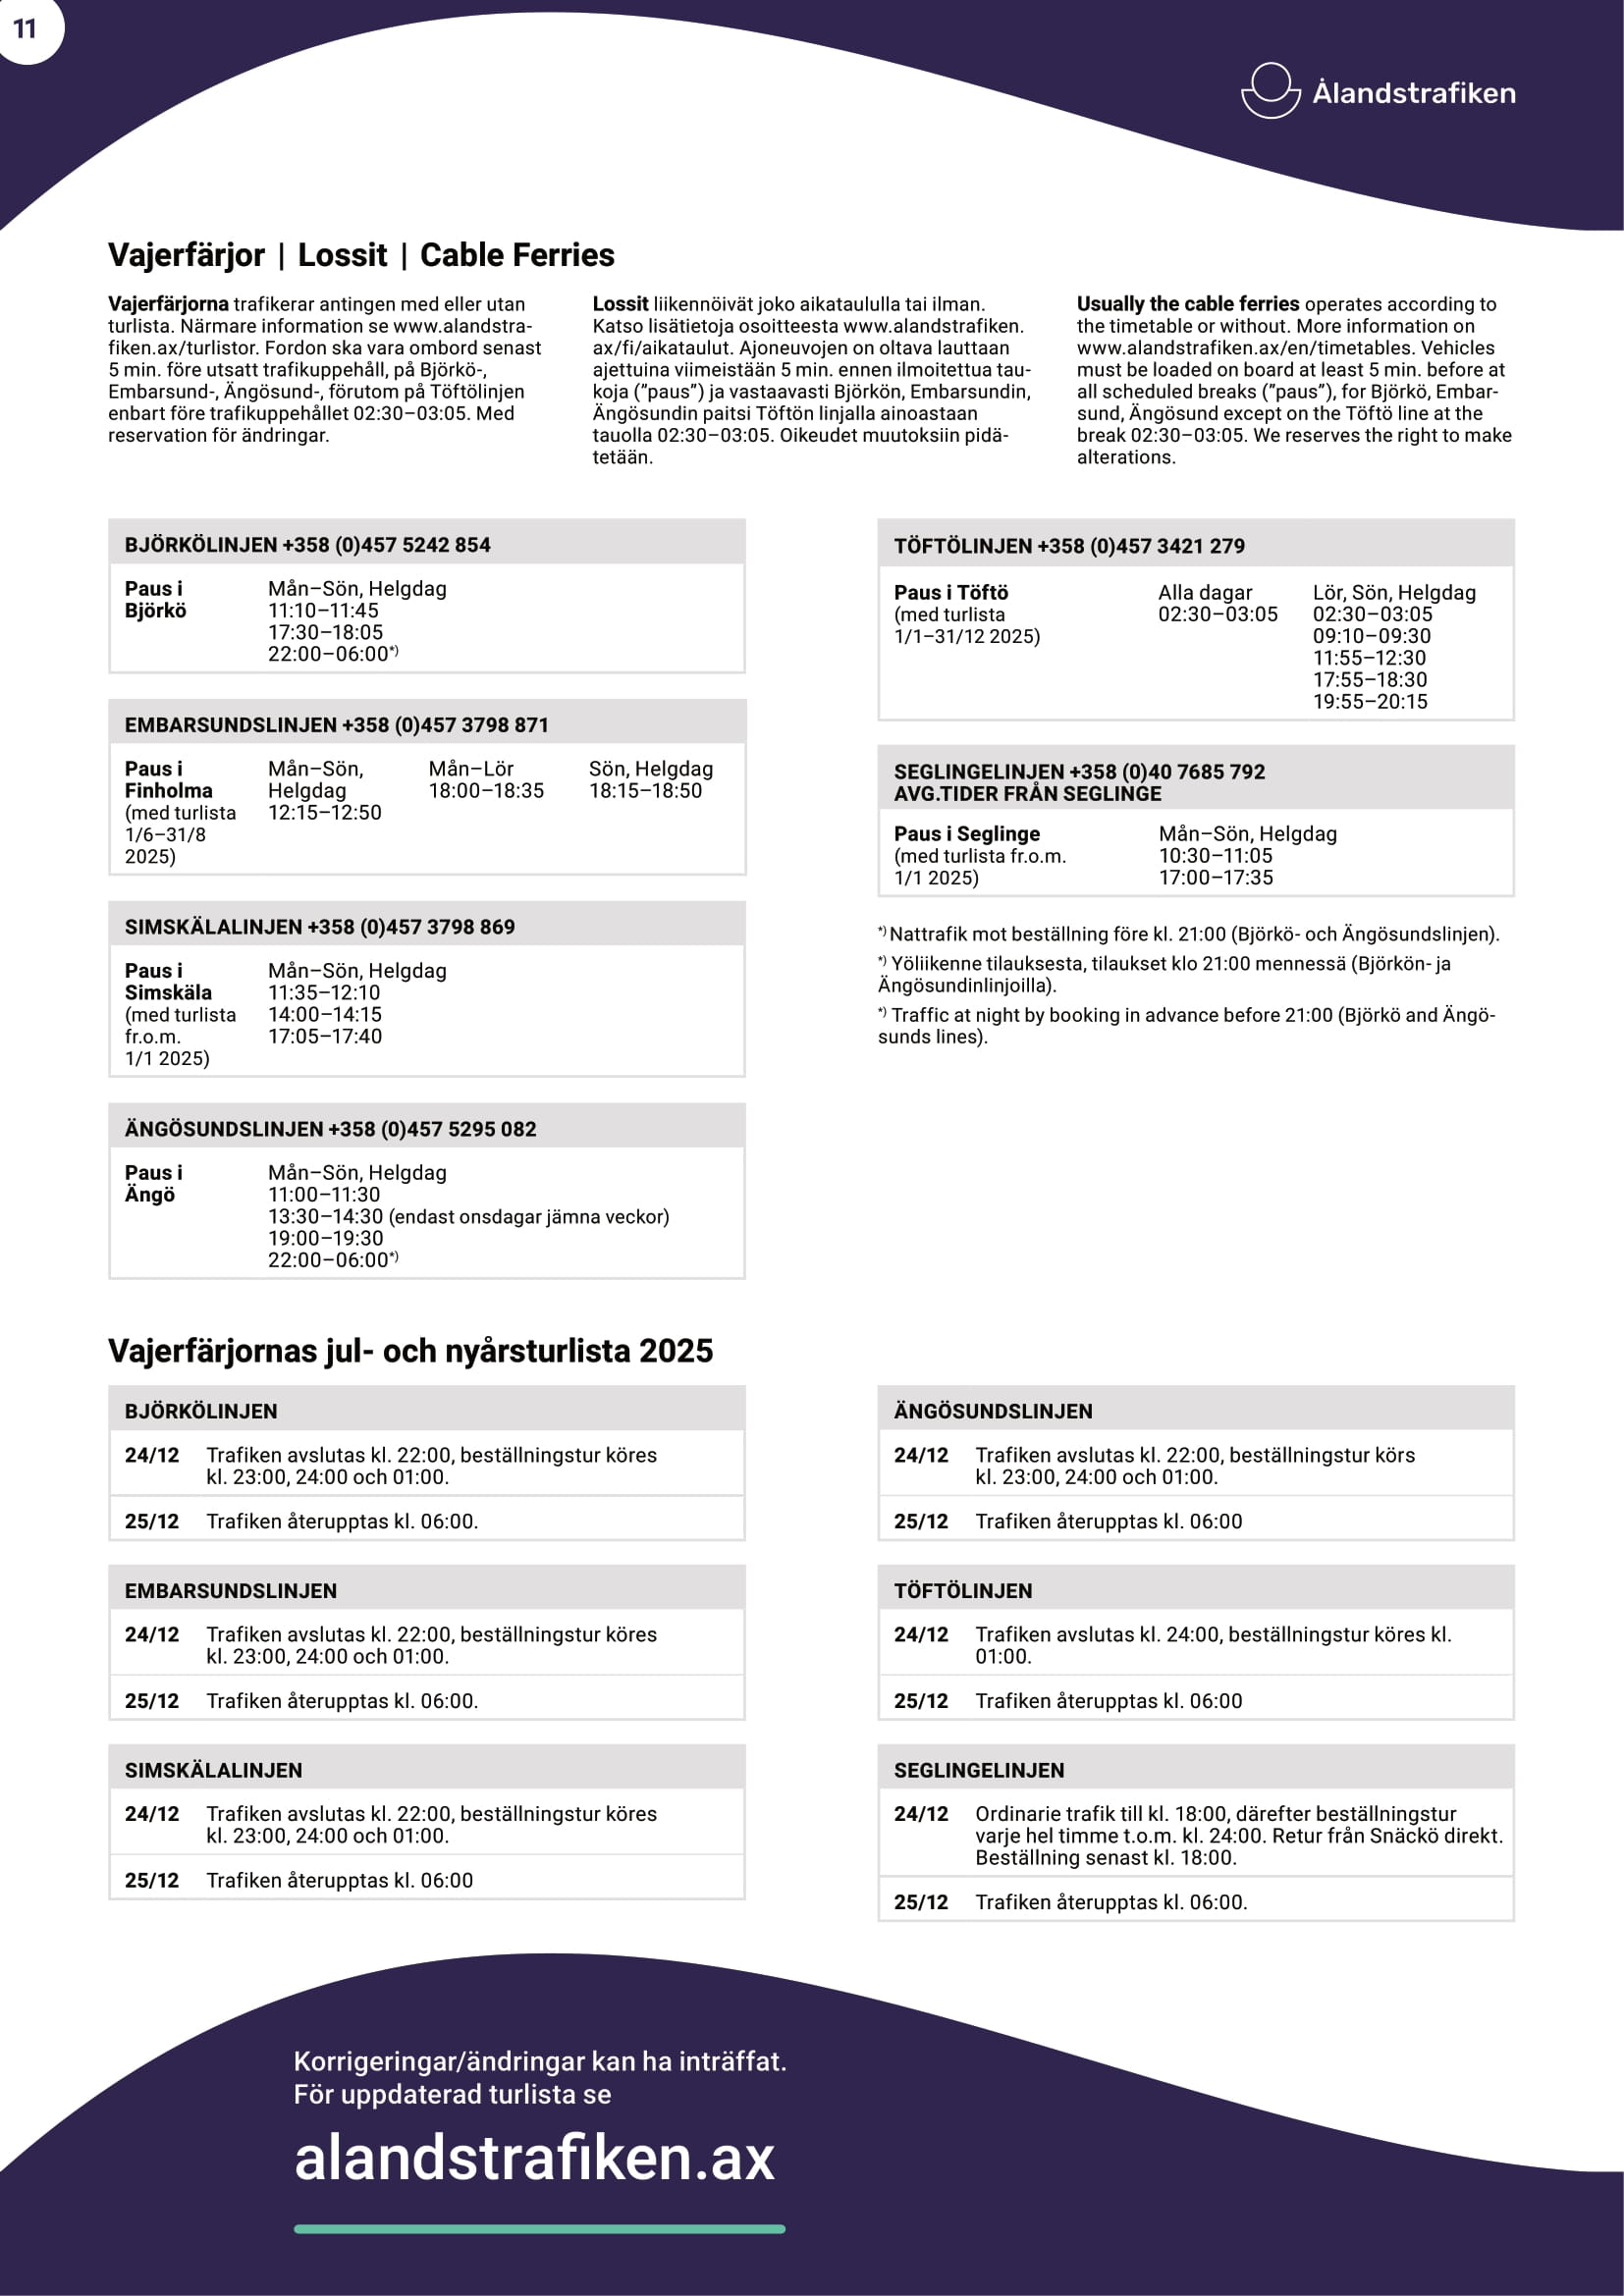 11
Ålandstrafiken
Vajerfärjor | Lossit | Cable Ferries
Vajerfärjorna trafikerar antingen med eller utan
turlista. Närmare information se www.alandstra-
fiken.ax/turlistor. Fordon ska vara ombord senast
5 min. före utsatt trafikuppehåll, på Björkö-,
Embarsund-, Ängösund-, förutom på Töftölinjen
enbart före trafikuppehållet 02:30–03:05. Med
reservation för ändringar.
Lossit liikennöivät joko aikataululla tai ilman.
Katso lisätietoja osoitteesta www.alandstrafiken.
ax/fi/aikataulut. Ajoneuvojen on oltava lauttaan
ajettuina viimeistään 5 min. ennen ilmoitettua tau-
koja (”paus”) ja vastaavasti Björkön, Embarsundin,
Ängösundin paitsi Töftön linjalla ainoastaan
tauolla 02:30–03:05. Oikeudet muutoksiin pidä-
tetään.
Usually the cable ferries operates according to
the timetable or without. More information on
www.alandstrafiken.ax/en/timetables. Vehicles
must be loaded on board at least 5 min. before at
all scheduled breaks (”paus”), for Björkö, Embar-
sund, Ängösund except on the Töftö line at the
break 02:30–03:05. We reserves the right to make
alterations.
BJÖRKÖLINJEN +358 (0)457 5242 854
Paus i Mån–Sön, Helgdag
Björkö 11:10–11:45
17:30–18:05
22:00–06:00*)
EMBARSUNDSLINJEN +358 (0)457 3798 871
Paus i Mån–Sön, Mån–Lör Sön, Helgdag
Finholma Helgdag 18:00–18:35 18:15–18:50
(med turlista 12:15–12:50
1/6–31/8
2025)
SIMSKÄLALINJEN +358 (0)457 3798 869
Paus i Mån–Sön, Helgdag
Simskäla 11:35–12:10
(med turlista 14:00–14:15
fr.o.m. 17:05–17:40
1/1 2025)
ÄNGÖSUNDSLINJEN +358 (0)457 5295 082
Paus i Mån–Sön, Helgdag
Ängö 11:00–11:30
13:30–14:30 (endast onsdagar jämna veckor)
19:00–19:30
22:00–06:00*)
TÖFTÖLINJEN +358 (0)457 3421 279
Paus i Töftö Alla dagar Lör, Sön, Helgdag
(med turlista 02:30–03:05 02:30–03:05
1/1–31/12 2025) 09:10–09:30
11:55–12:30
17:55–18:30
19:55–20:15
SEGLINGELINJEN +358 (0)40 7685 792
AVG.TIDER FRÅN SEGLINGE
Paus i Seglinge Mån–Sön, Helgdag
(med turlista fr.o.m. 10:30–11:05
1/1 2025) 17:00–17:35
*) Nattrafik mot beställning före kl. 21:00 (Björkö- och Ängösundslinjen).
*) Yöliikenne tilauksesta, tilaukset klo 21:00 mennessä (Björkön- ja
Ängösundinlinjoilla).
*) Traffic at night by booking in advance before 21:00 (Björkö and Ängö-
sunds lines).
Vajerfärjornas jul- och nyårsturlista 2025
BJÖRKÖLINJEN
24/12 Trafiken avslutas kl. 22:00, beställningstur köres
kl. 23:00, 24:00 och 01:00.
25/12 Trafiken återupptas kl. 06:00.
EMBARSUNDSLINJEN
24/12 Trafiken avslutas kl. 22:00, beställningstur köres
kl. 23:00, 24:00 och 01:00.
25/12 Trafiken återupptas kl. 06:00.
SIMSKÄLALINJEN
24/12 Trafiken avslutas kl. 22:00, beställningstur köres
kl. 23:00, 24:00 och 01:00.
25/12 Trafiken återupptas kl. 06:00
ÄNGÖSUNDSLINJEN
24/12 Trafiken avslutas kl. 22:00, beställningstur körs
kl. 23:00, 24:00 och 01:00.
25/12 Trafiken återupptas kl. 06:00
TÖFTÖLINJEN
24/12 Trafiken avslutas kl. 24:00, beställningstur köres kl.
01:00.
25/12 Trafiken återupptas kl. 06:00
SEGLINGELINJEN
24/12 Ordinarie trafik till kl. 18:00, därefter beställningstur
varje hel timme t.o.m. kl. 24:00. Retur från Snäckö direkt.
Beställning senast kl. 18:00.
25/12 Trafiken återupptas kl. 06:00.
Korrigeringar/ändringar kan ha inträffat.
För uppdaterad turlista se
alandstrafiken.ax